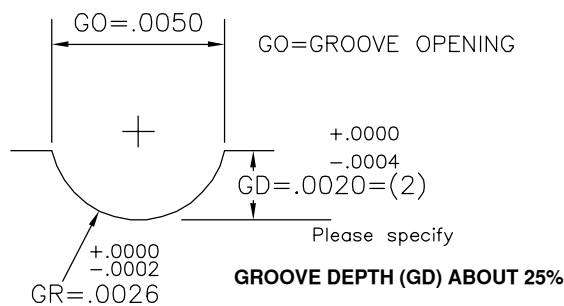 GO=.0050
GO=GROOVE OPENING
+.0000
-.0004
GD=.0020=(2)
Please specify
+.0000
-.0002
GR=.0026
GROOVE DEPTH (GD) ABOUT 25%